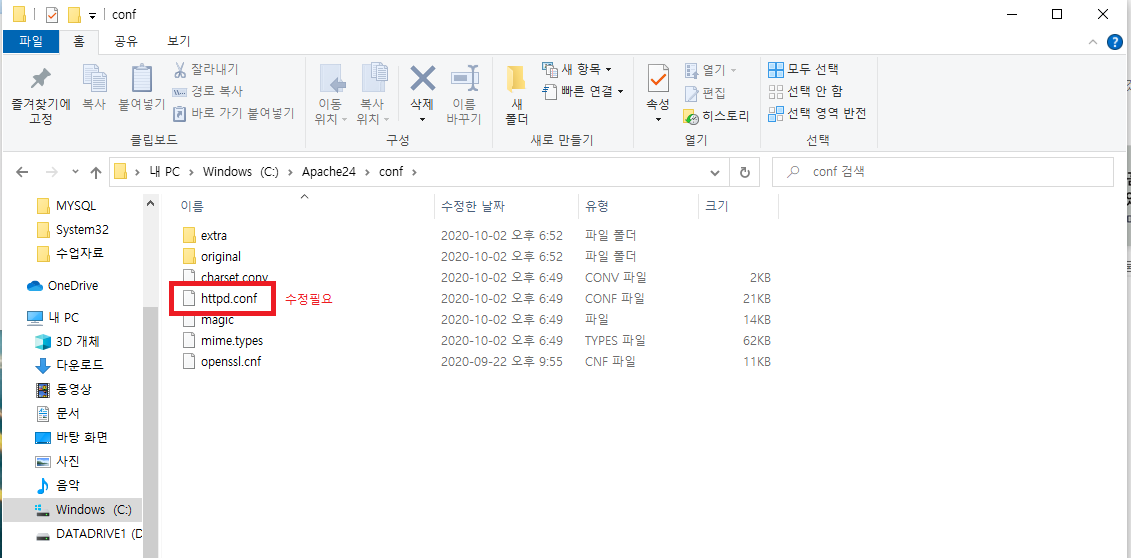 conf
파일 홈 공유 보기
즐겨찾기에 고정
복사
붙여넣기
잘라내기
경로 복사
바로 가기 붙여넣기
클립보드
이동 위치
복사 위치
삭제
이름 바꾸기
구성
새 폴더
새 항목
빠른 연결
새로 만들기
속성
열기
편집
히스토리
열기
모두 선택
선택 안 함
선택 영역 반전
선택
내 PC > Windows (C:) > Apache24 > conf >
conf 검색
MYSQL
System32
수업자료
OneDrive
내 PC
3D 개체
다운로드
동영상
문서
바탕 화면
사진
음악
Windows (C:)
DATADRIVE1 (D
이름 수정한 날짜 유형 크기
extra 2020-10-02 오후 6:52 파일 폴더
original 2020-10-02 오후 6:52 파일 폴더
charset.conv 2020-10-02 오후 6:49 CONV 파일 2KB
httpd.conf 수정필요 2020-10-02 오후 6:49 CONF 파일 21KB
magic 2020-10-02 오후 6:49 파일 14KB
mime.types 2020-10-02 오후 6:49 TYPES 파일 62KB
openssl.cnf 2020-09-22 오후 9:55 CNF 파일 11KB